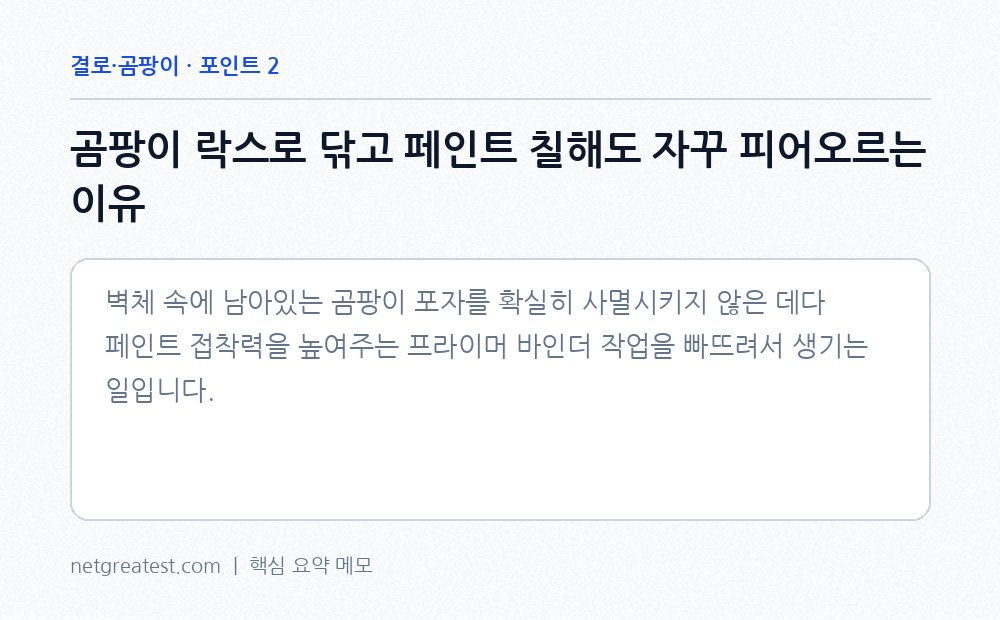 결로·곰팡이 · 포인트 2
곰팡이 락스로 닦고 페인트 칠해도 자꾸 피어오르는
이유
벽체 속에 남아있는 곰팡이 포자를 확실히 사멸시키지 않은 데다
페인트 접착력을 높여주는 프라이머 바인더 작업을 빠뜨려서 생기는
일입니다.
netgreatest.com | 핵심 요약 메모